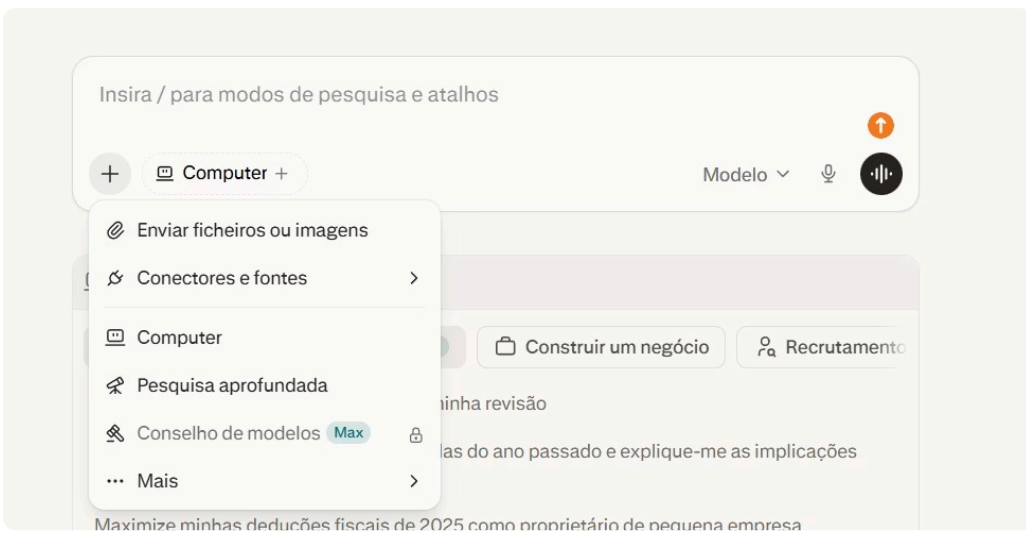 Insira / para modos de pesquisa e atalhos
Computer
Modelo
Enviar ficheiros ou imagens
Conectores e fontes
Computer
Construir um negócio
Recrutamento
Pesquisa aprofundada
minha revisão
Conselho de modelos Max
das do ano passado e explique-me as implicações
Mais
Maximize minhas deduções fiscais de 2025 como proprietário de pequena empresa